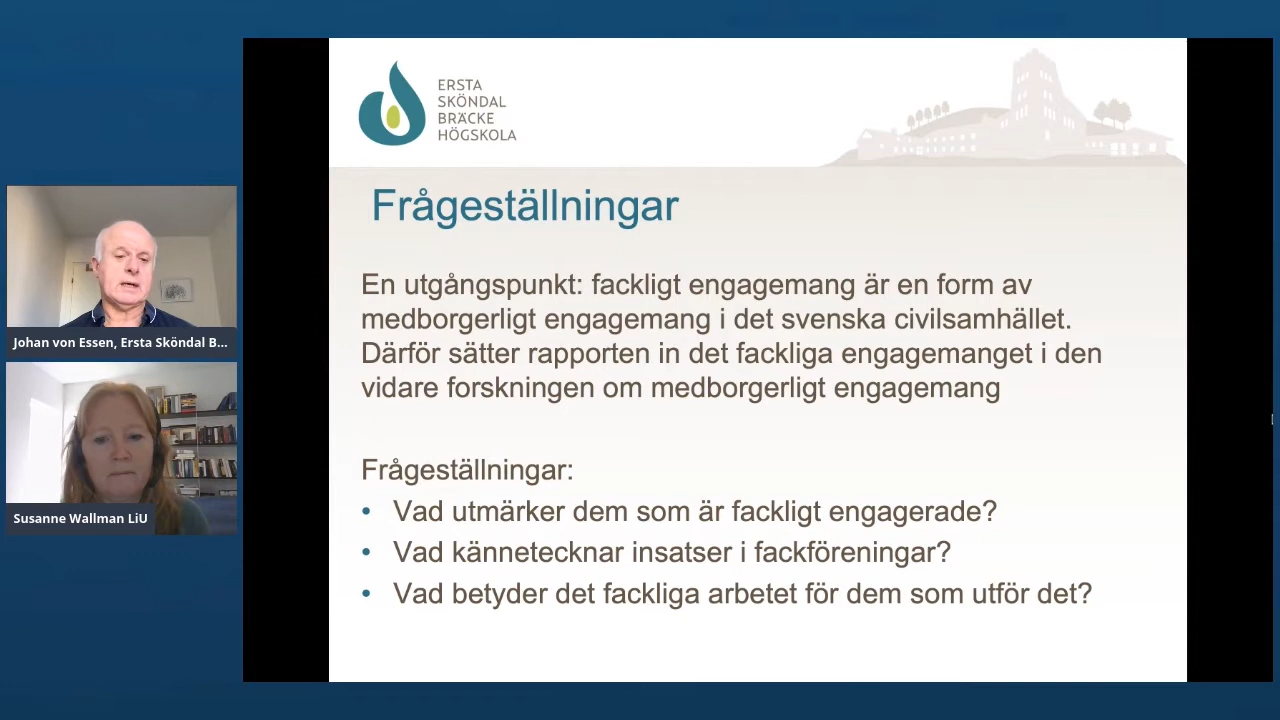 ERSTA
SKÖNDAL
BRÄCKE
HÖGSKOLA
Frågeställningar
En utgångspunkt: fackligt engagemang är en form av
medborgerligt engagemang i det svenska civilsamhället.
Därför sätter rapporten in det fackliga engagemanget i den
vidare forskningen om medborgerligt engagemang
Frågeställningar:
• Vad utmärker dem som är fackligt engagerade?
• Vad kännetecknar insatser i fackföreningar?
• Vad betyder det fackliga arbetet för dem som utför det?
Johan von Essen, Ersta Sköndal B...
Susanne Wallman LiU